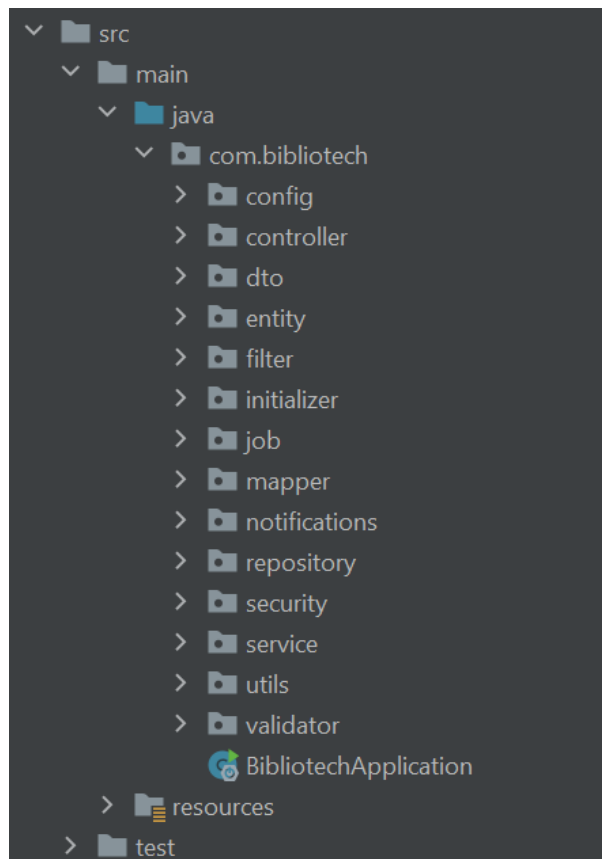 src
main
java
com.bibliotech
config
controller
dto
entity
filter
initializer
job
mapper
notifications
repository
security
service
utils
validator
BibliotechApplication
resources
test